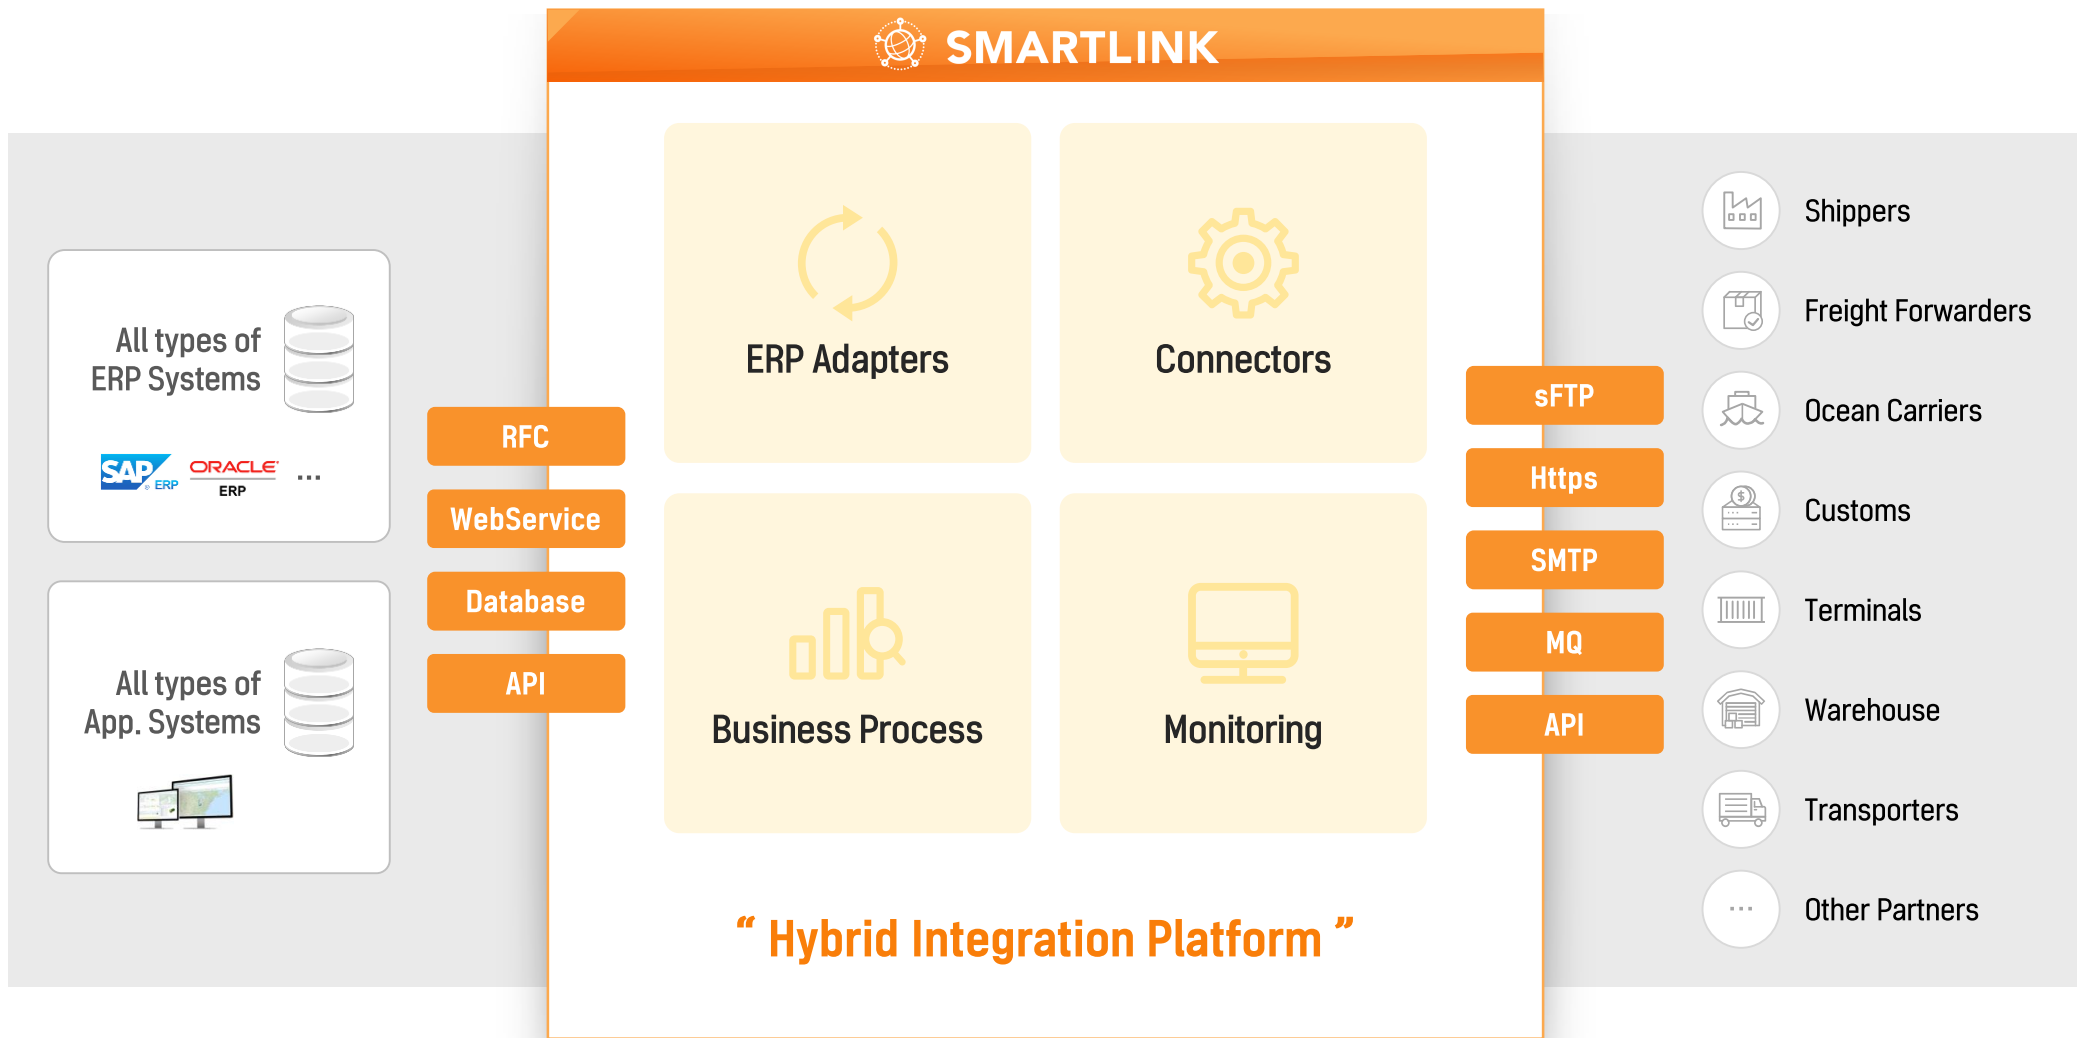 SMARTLINK
All types of
ERP Systems
SAP ® ERP
ORACLE
ERP
...
All types of
App. Systems
RFC
WebService
Database
API
ERP Adapters
Connectors
Business Process
Monitoring
“ Hybrid Integration Platform ”
sFTP
Https
SMTP
MQ
API
Shippers
Freight Forwarders
Ocean Carriers
$
Customs
Terminals
Warehouse
Transporters
...
Other Partners